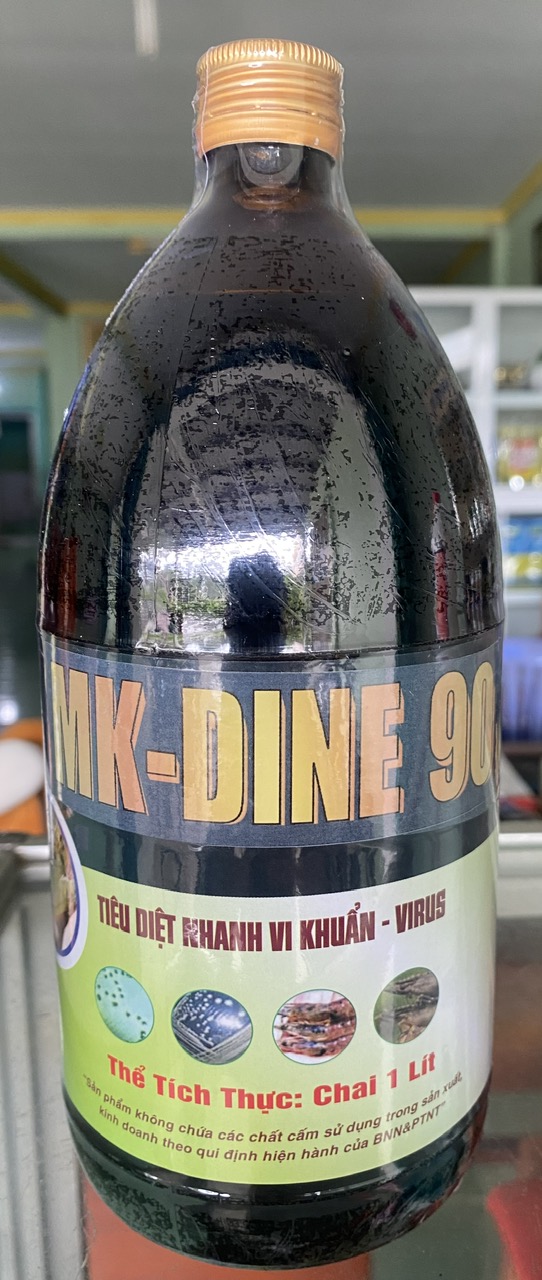 MK-DINE 90
TIÊU DIỆT NHANH VI KHUẨN - VIRUS
Thể Tích Thực: Chai 1 Lít
"Sản phẩm không chứa các chất cấm sử dụng trong sản xuất,
kinh doanh theo qui định hiện hành của BNN&PTNT"